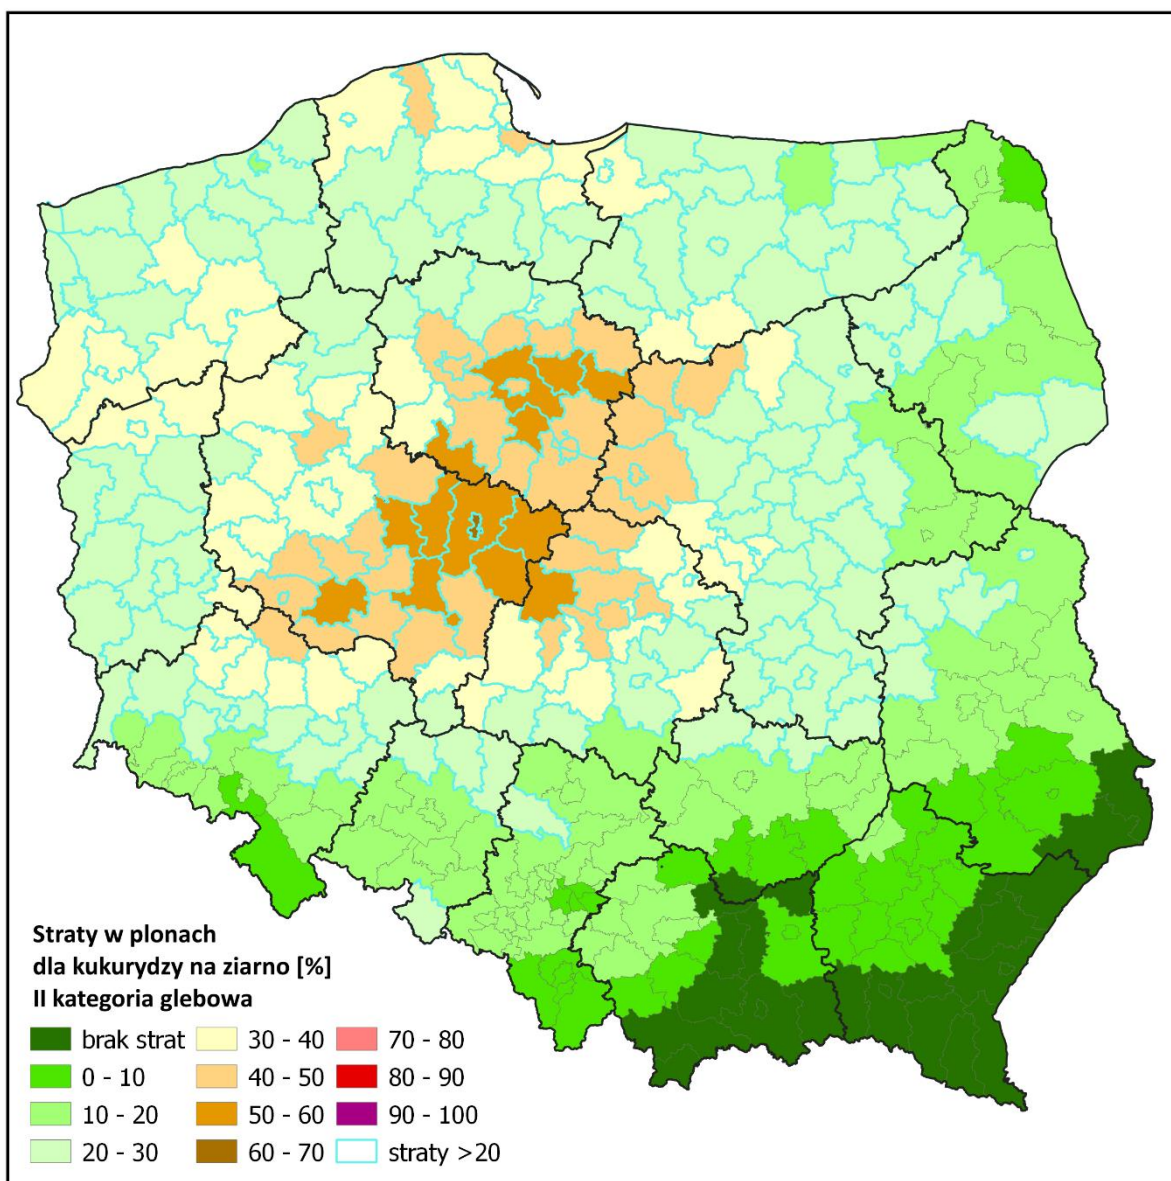 Straty w plonach
dla kukurydzy na ziarno [%]
II kategoria glebowa
brak strat
0 - 10
10 - 20
20 - 30
30 - 40
40 - 50
50 - 60
60 - 70
70 - 80
80 - 90
90 - 100
straty >20